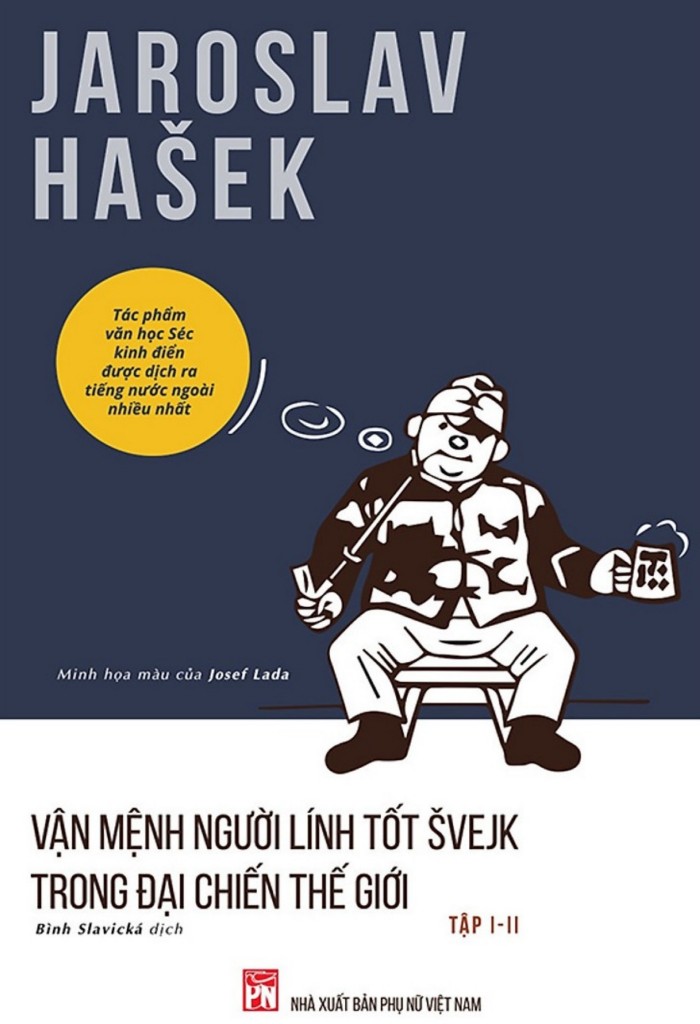 JAROSLAV
HAŠEK
Tác phẩm
văn học Séc
kinh điển
được dịch ra
tiếng nước ngoài
nhiều nhất
Minh họa màu của Josef Lada
VẬN MỆNH NGƯỜI LÍNH TỐT ŠVEJK
TRONG ĐẠI CHIẾN THẾ GIỚI
Bình Slavická dịch
TẬP I-II
PN
NHÀ XUẤT BẢN PHỤ NỮ VIỆT NAM